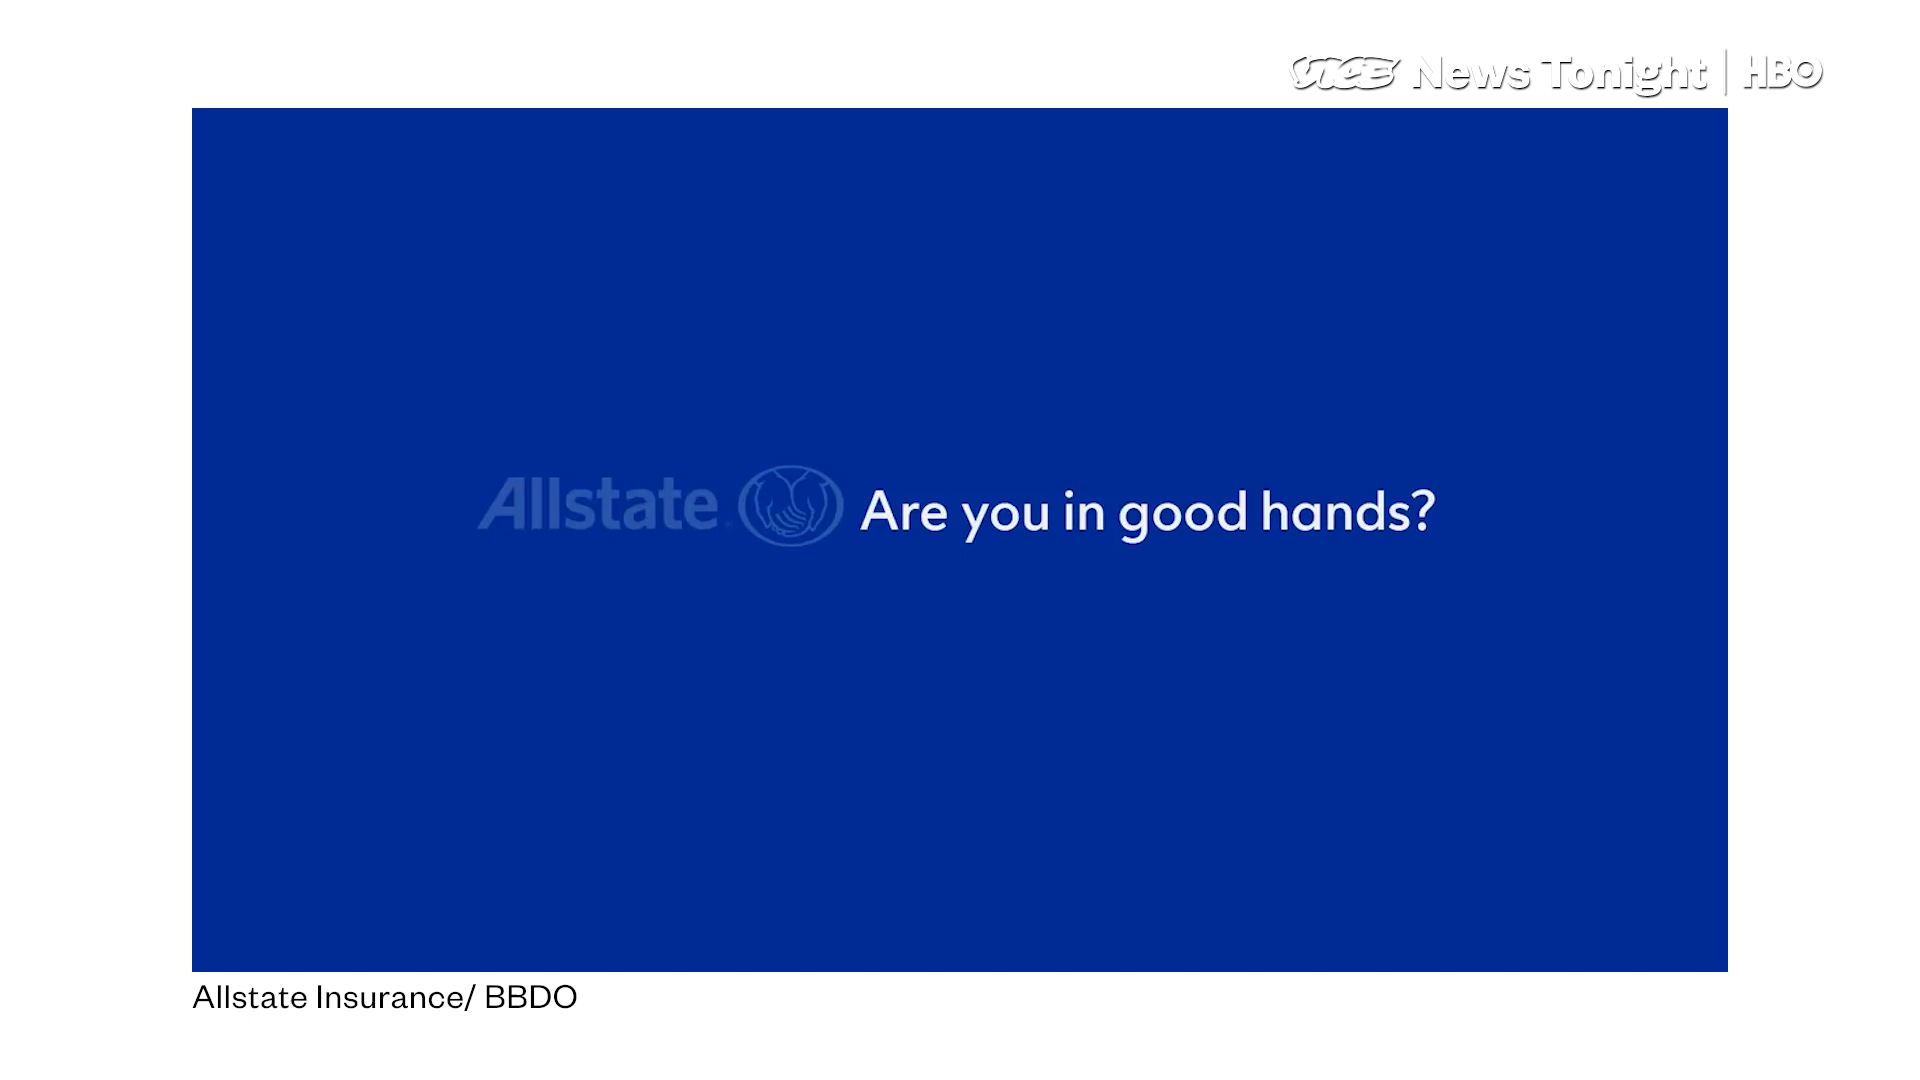 VICE News Tonight | HBO
Allstate Are you in good hands?
Allstate Insurance/ BBDO